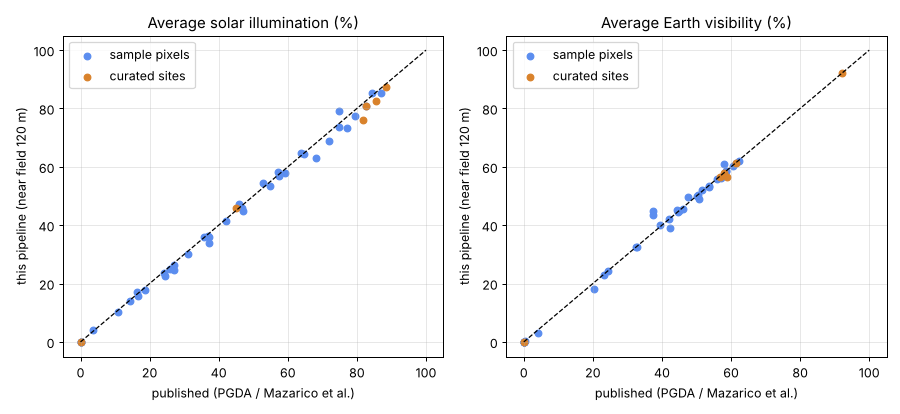 Average solar illumination (%)
this pipeline (near field 120 m)
100
80
60
40
20
0
sample pixels
curated sites
0 20 40 60 80 100
published (PGDA / Mazarico et al.)
Average Earth visibility (%)
this pipeline (near field 120 m)
100
80
60
40
20
0
sample pixels
curated sites
0 20 40 60 80 100
published (PGDA / Mazarico et al.)